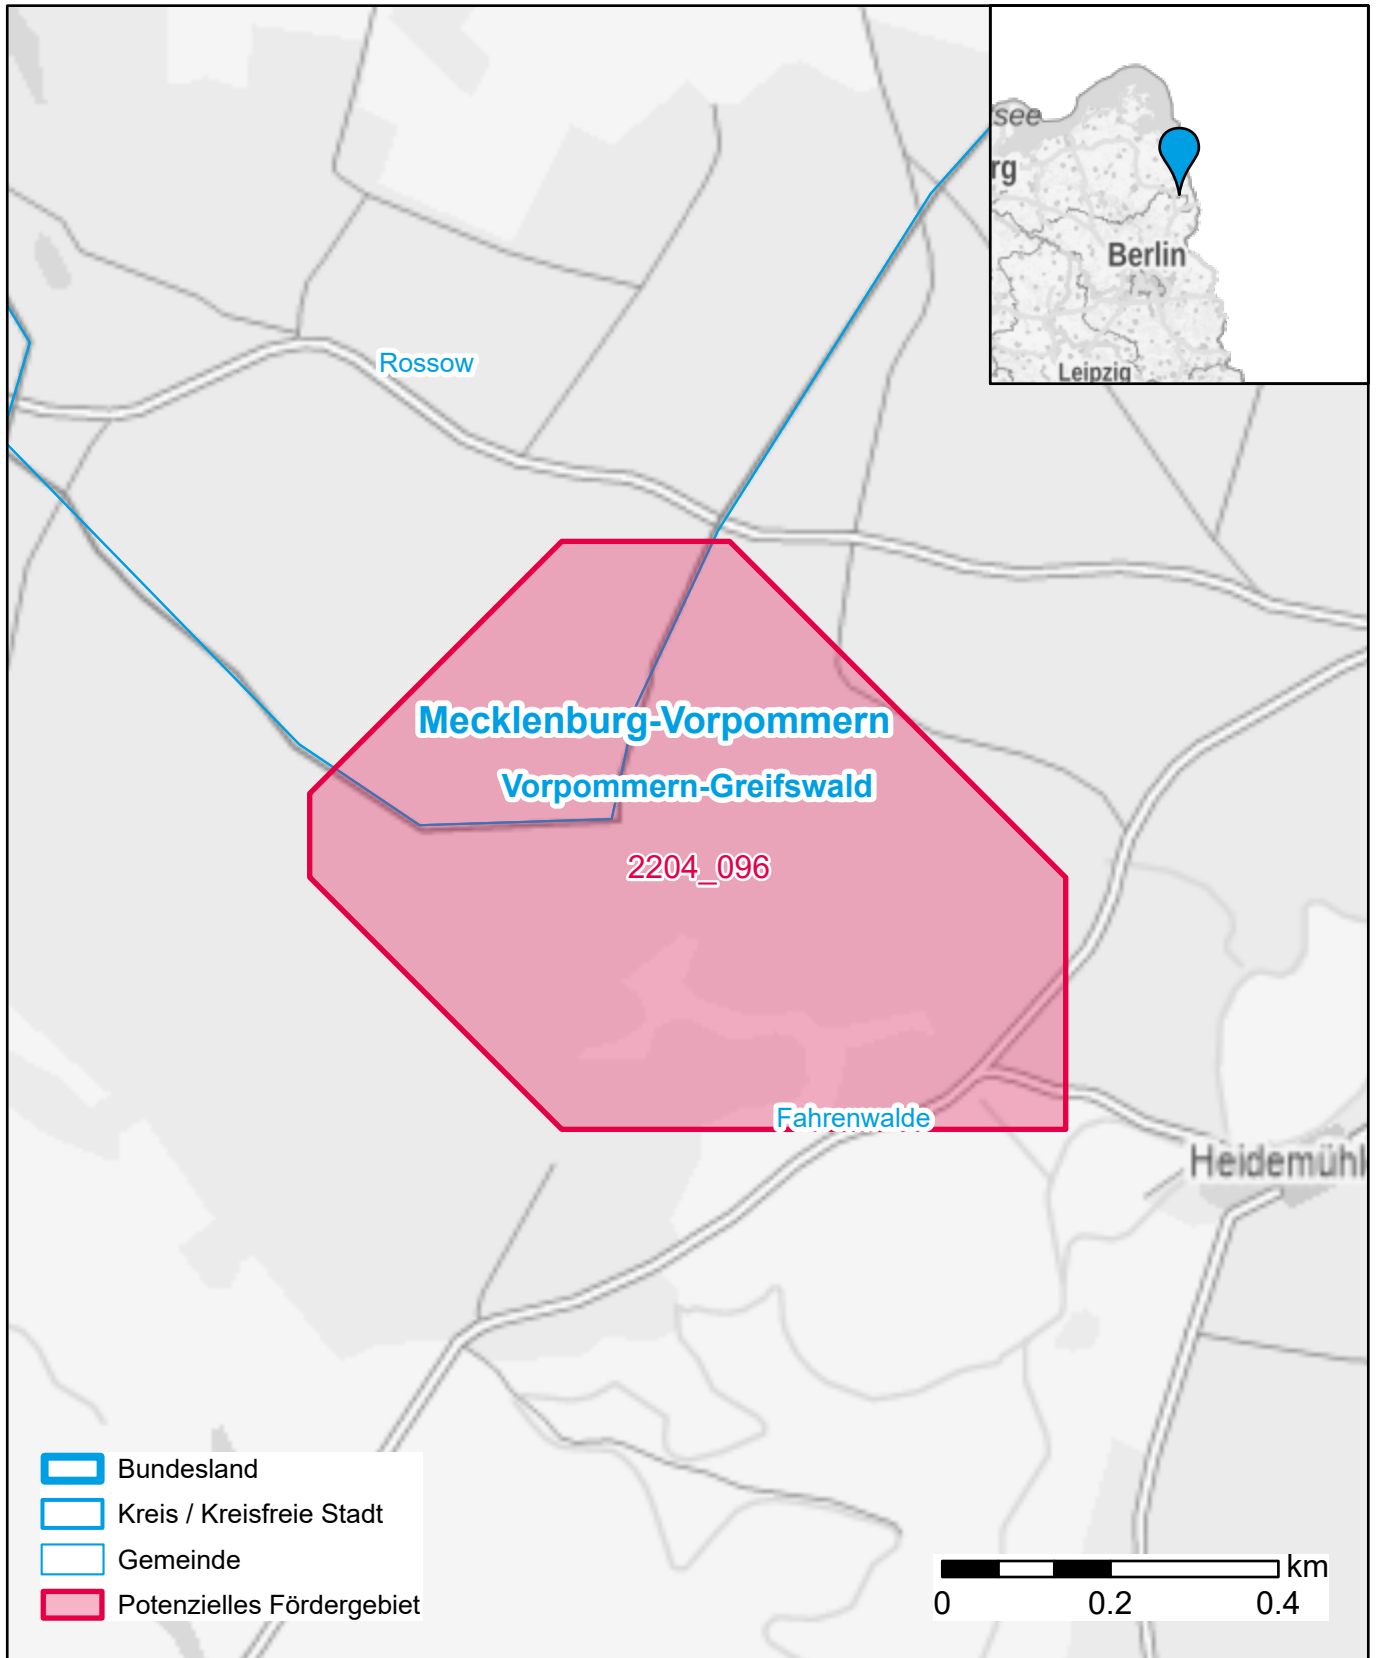 see
rg
Berlin
Leipzig
Rossow
Mecklenburg-Vorpommern
Vorpommern-Greifswald
2204_096
Fahrenwalde
Heidemühl
Bundesland
Kreis / Kreisfreie Stadt
Gemeinde
Potenzielles Fördergebiet
km
0 0.2 0.4